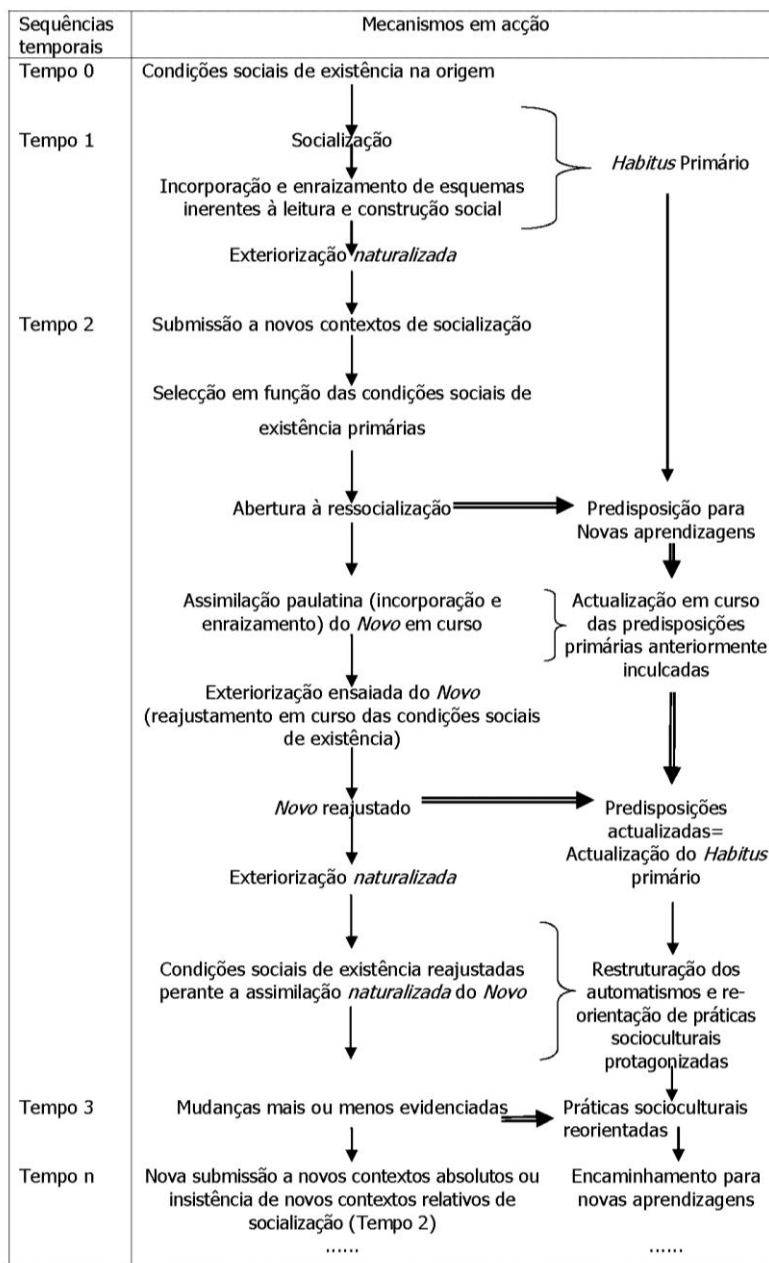 Sequências
temporais
Mecanismos em acção
Tempo 0
Condições sociais de existência na origem
Tempo 1
Socialização
Habitus Primário
Incorporação e enraizamento de esquemas
inerentes à leitura e construção social
Exteriorização naturalizada
Tempo 2
Submissão a novos contextos de socialização
Selecção em função das condições sociais de
existência primárias
Abertura à ressocialização
Predisposição para
Novas aprendizagens
Assimilação paulatina (incorporação e
enraizamento) do Novo em curso
Actualização em curso
das predisposições
primárias anteriormente
inculcadas
Exteriorização ensaiada do Novo
(reajustamento em curso das condições sociais
de existência)
Novo reajustado
Predisposições
actualizadas=
Actualização do Habitus
primário
Exteriorização naturalizada
Condições sociais de existência reajustadas
perante a assimilação naturalizada do Novo
Restruturação dos
automatismos e re-
orientação de práticas
socioculturais
protagonizadas
Tempo 3
Mudanças mais ou menos evidenciadas
Práticas socioculturais
reorientadas
Tempo n
Nova submissão a novos contextos absolutos ou
insistência de novos contextos relativos de
socialização (Tempo 2)
Encaminhamento para
novas aprendizagens
......
......